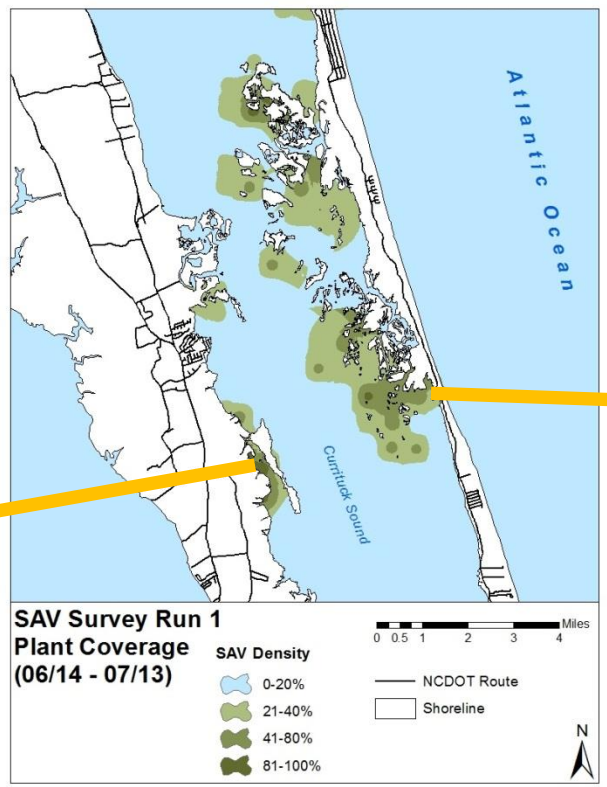 Atlantic Ocean
Currituck Sound
SAV Survey Run 1
Plant Coverage
(06/14 - 07/13)
SAV Density
0-20%
21-40%
41-80%
81-100%
0 0.5 1 2 3 4 Miles
NCDOT Route
Shoreline
N